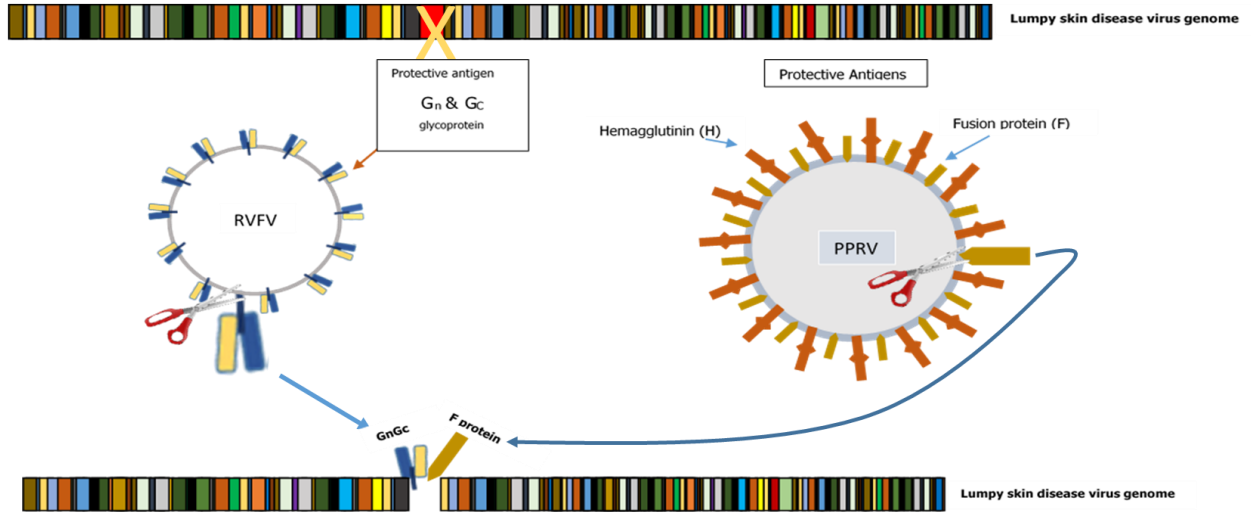 Lumpy skin disease virus genome
Protective antigen
Gn & GC
glycoprotein
Protective Antigens
Hemagglutinin (H)
Fusion protein (F)
RVFV
PPRV
GnGc
F protein
Lumpy skin disease virus genome